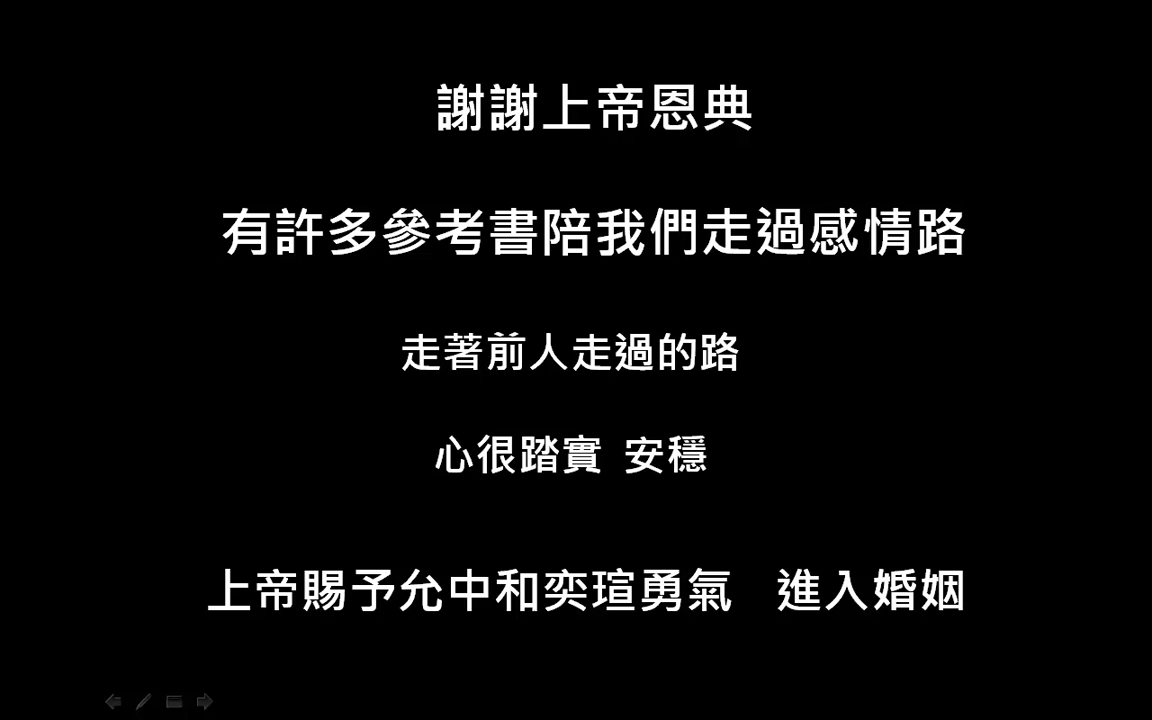 謝謝上帝恩典
有許多參考書陪我們走過感情路
走著前人走過的路
心很踏實 安穩
上帝賜予允中和奕瑄勇氣 進入婚姻